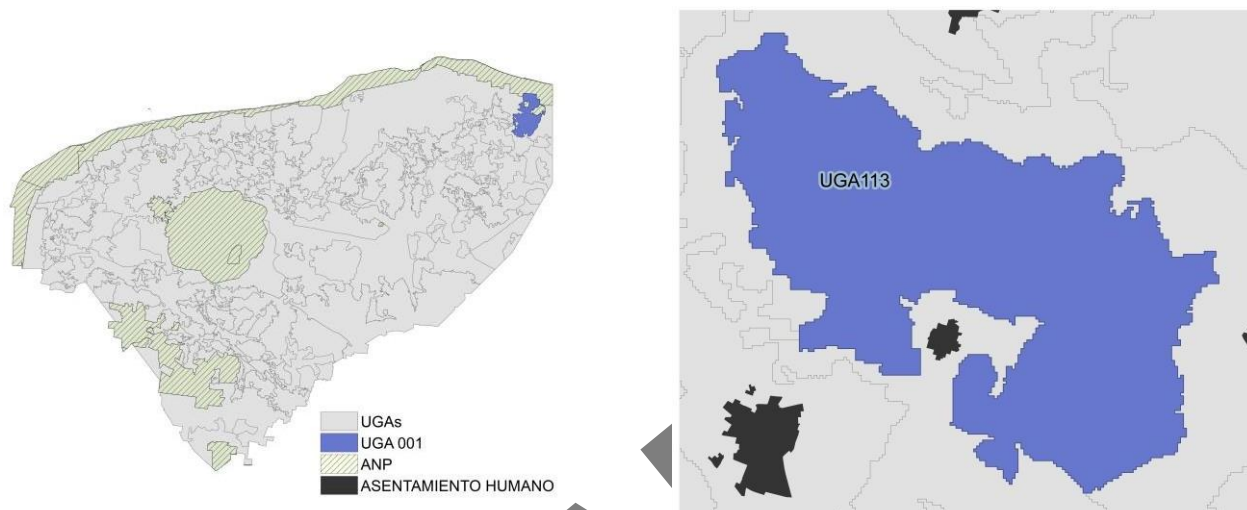 UGAs
UGA 001
ANP
ASENTAMIENTO HUMANO
UGA113